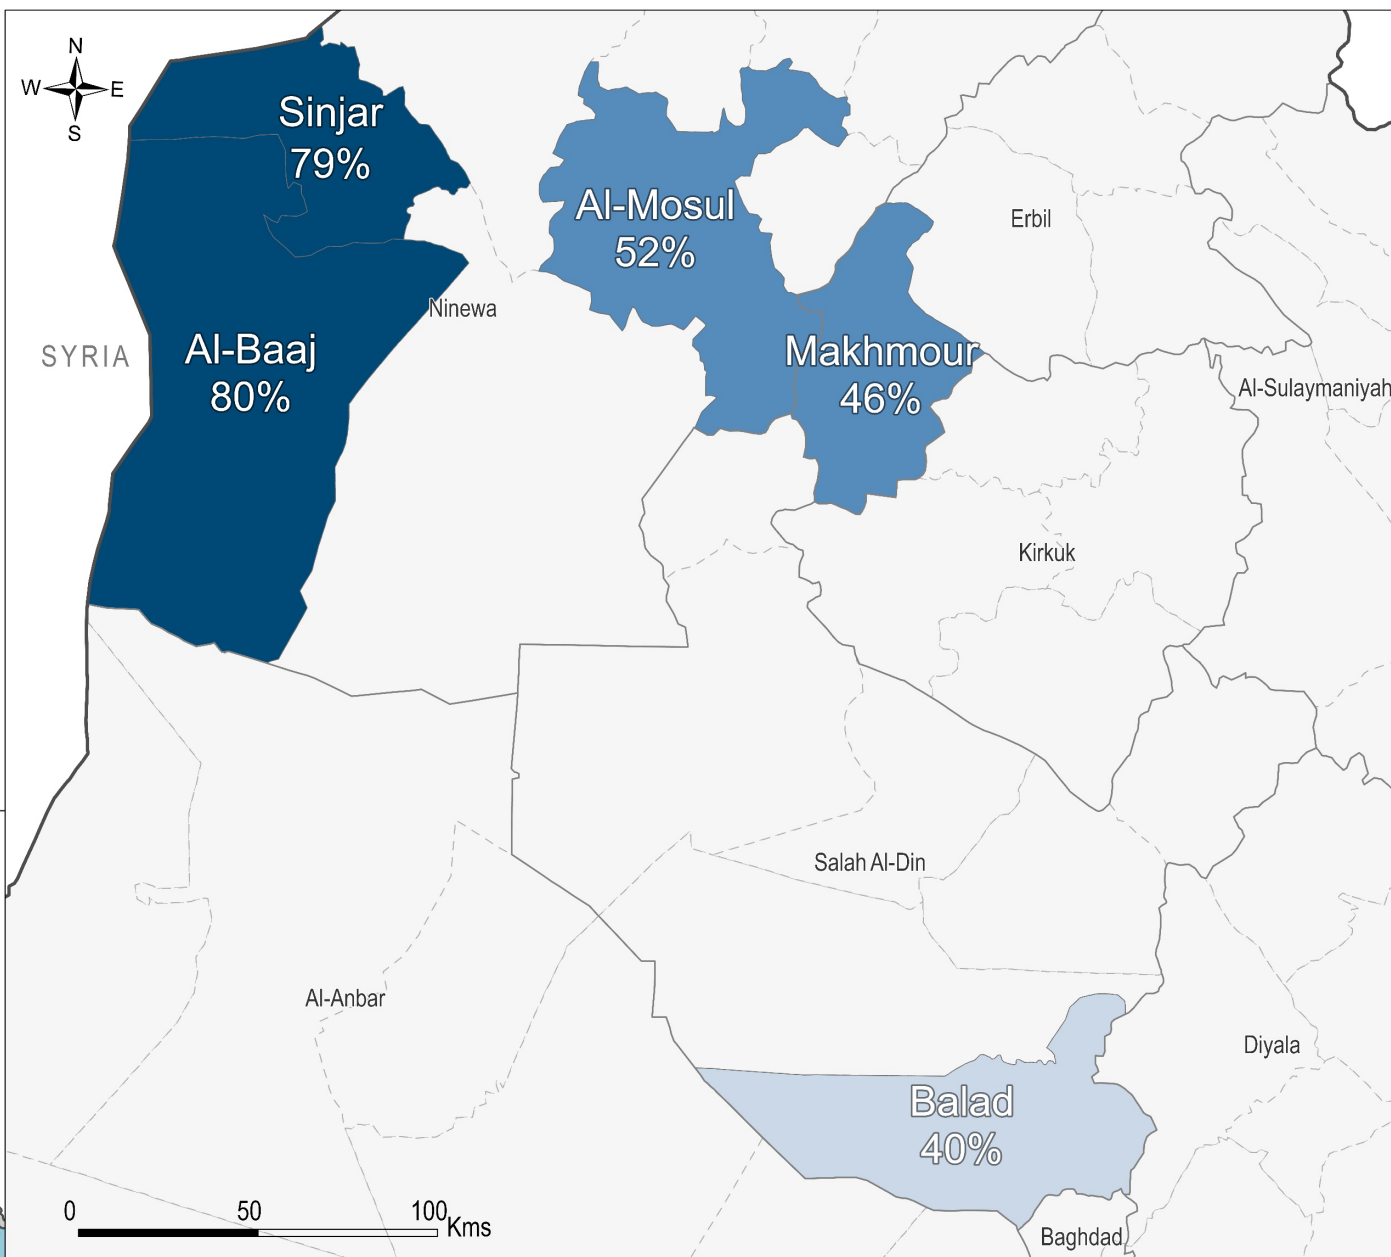 N
W E
S
Sinjar
79%
Al-Mosul
52%
Erbil
Ninewa
SYRIA
Al-Baaj
80%
Makhmour
46%
Al-Sulaymaniyah
Kirkuk
Salah Al-Din
Al-Anbar
Diyala
Balad
40%
0 50 100 Kms
Baghdad